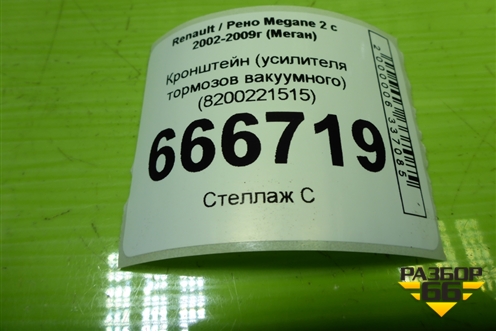 Renault / Рено Megane 2 с
2002-2009г (Меган)
Кронштейн (усилителя
тормозов вакуумного)
(8200221515)
666719
Стеллаж С
2000006337085
РАЗБОР
66